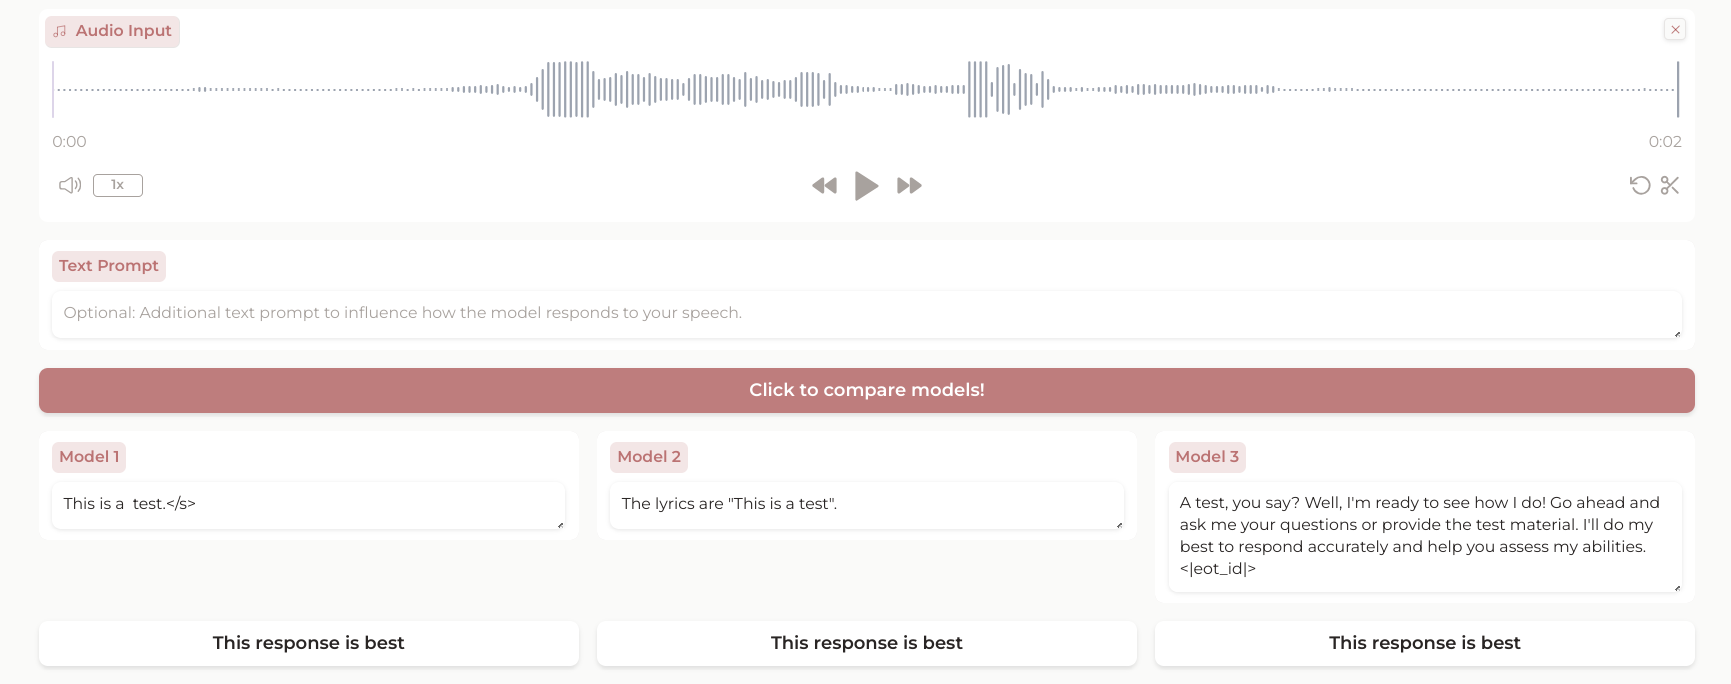 Audio Input
0:00
0:02
1x
Text Prompt
Optional: Additional text prompt to influence how the model responds to your speech.
Click to compare models!
Model 1
This is a  test.</s>
This response is best
Model 2
The lyrics are "This is a test".
This response is best
Model 3
A test, you say? Well, I'm ready to see how I do! Go ahead and
ask me your questions or provide the test material. I'll do my
best to respond accurately and help you assess my abilities.
<|eot_id|>
This response is best